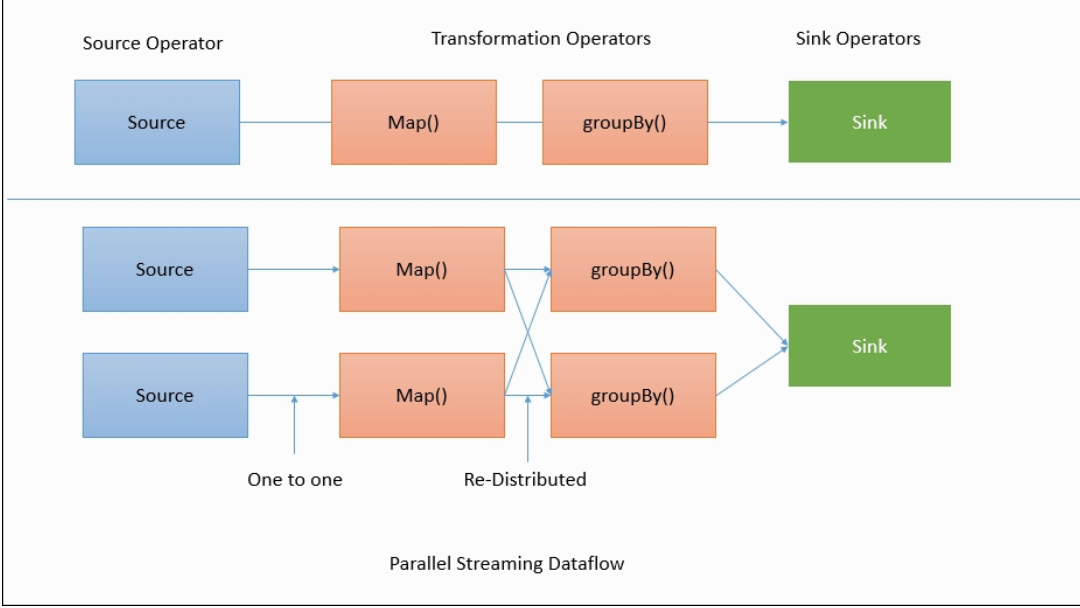 Source Operator
Transformation Operators
Sink Operators
Source
Map()
groupBy()
Sink
Source
Map()
groupBy()
Sink
Source
Map()
groupBy()
One to one
Re-Distributed
Parallel Streaming Dataflow